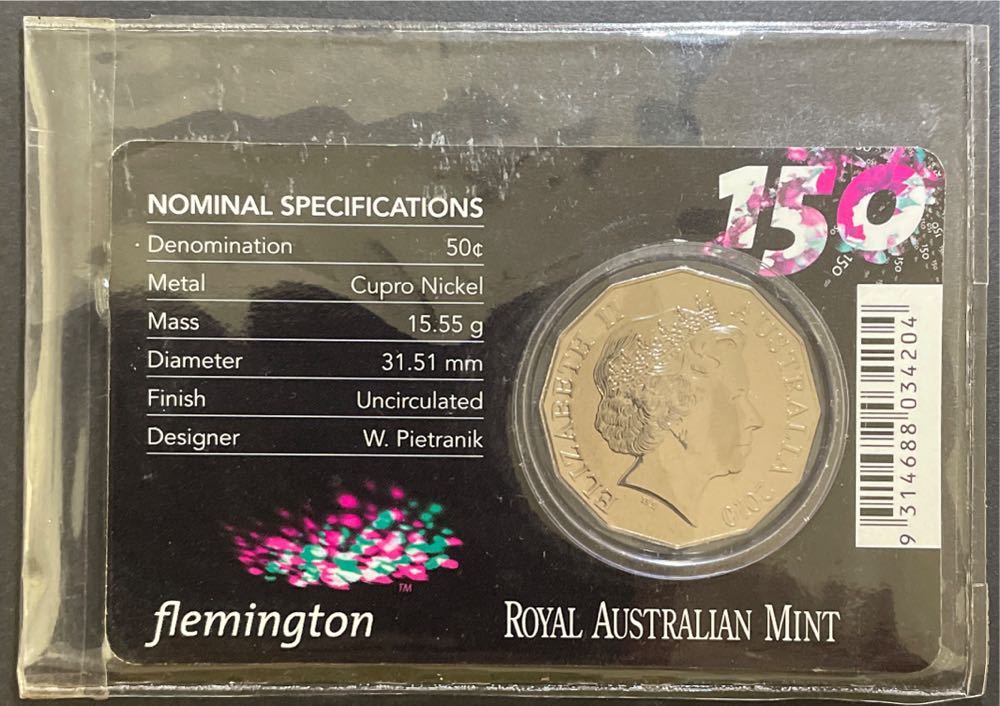 150
NOMINAL SPECIFICATIONS
Denomination 50¢
Metal Cupro Nickel
Mass 15.55 g
Diameter 31.51 mm
Finish Uncirculated
Designer W. Pietranik
ELIZABETH II AUSTRALIA 2010
9 314688 034204
TM
flemington
ROYAL AUSTRALIAN MINT